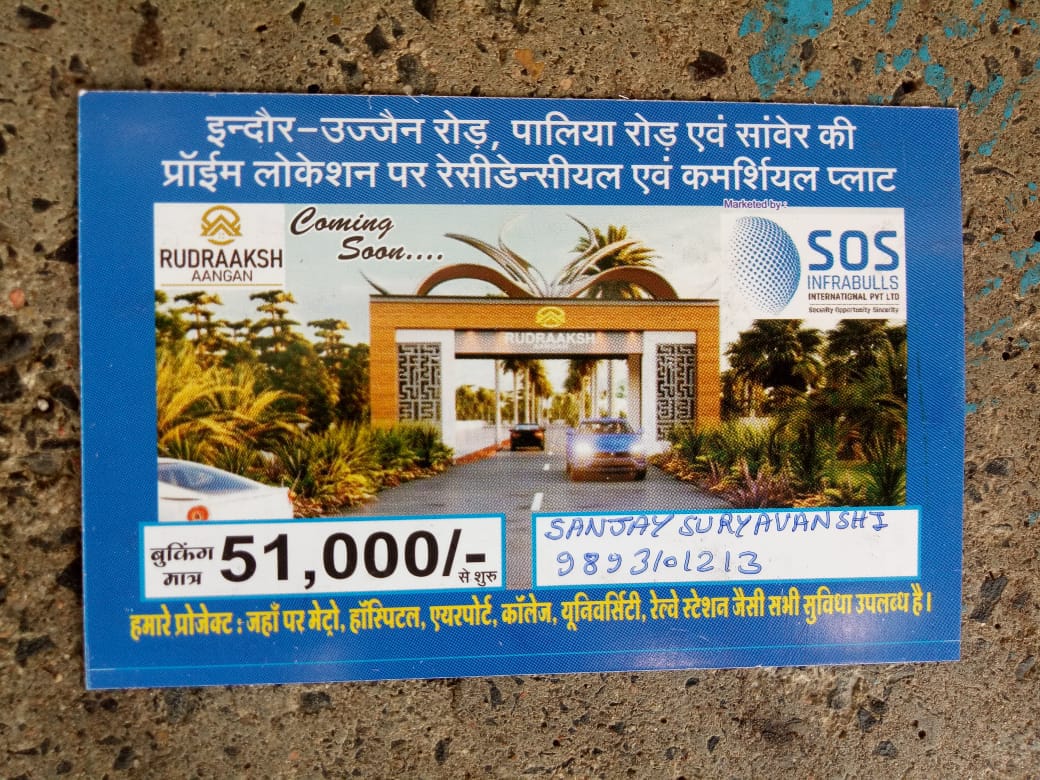 इन्दौर-उज्जैन रोड़, पालिया रोड़ एवं सांवेर की
प्रॉईम लोकेशन पर रेसीडेन्सीयल एवं कमर्शियल प्लाट
Marketed by:
RUDRAAKSH
AANGAN
Coming
Soon....
SOS
INFRABULLS
INTERNATIONAL PVT LTD
Security Opportunity Sincerity
RUDRAAKSH
बुकिंग
मात्र 51,000/- से शुरु
SANJAY SURYAVANSHI
9893101213
हमारे प्रोजेक्ट : जहाँ पर मेट्रो, हॉस्पिटल, एयरपोर्ट, कॉलेज, यूनिवर्सिटी, रेल्वे स्टेशन जैसी सभी सुविधा उपलब्ध है।